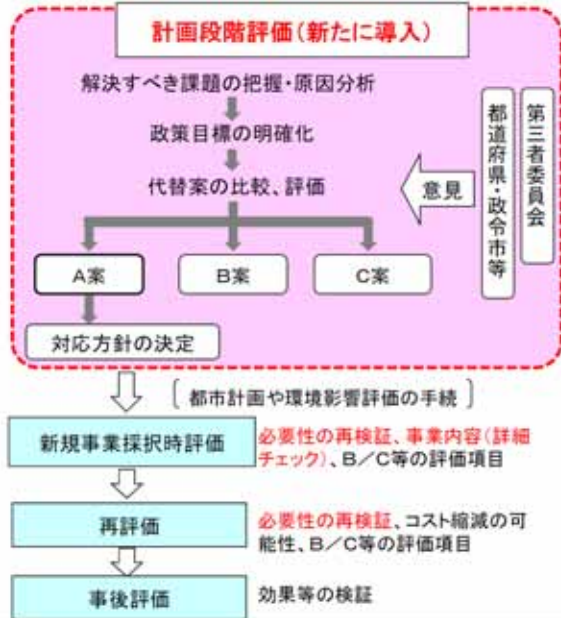 計画段階評価(新たに導入)
解決すべき課題の把握・原因分析
政策目標の明確化
代替案の比較、評価
意見
都道府県・政令市等
第三者委員会
A案
B案
C案
対応方針の決定
[都市計画や環境影響評価の手続]
新規事業採択時評価
必要性の再検証、事業内容(詳細
チェック)、B/C等の評価項目
再評価
必要性の再検証、コスト縮減の可
能性、B/C等の評価項目
事後評価
効果等の検証